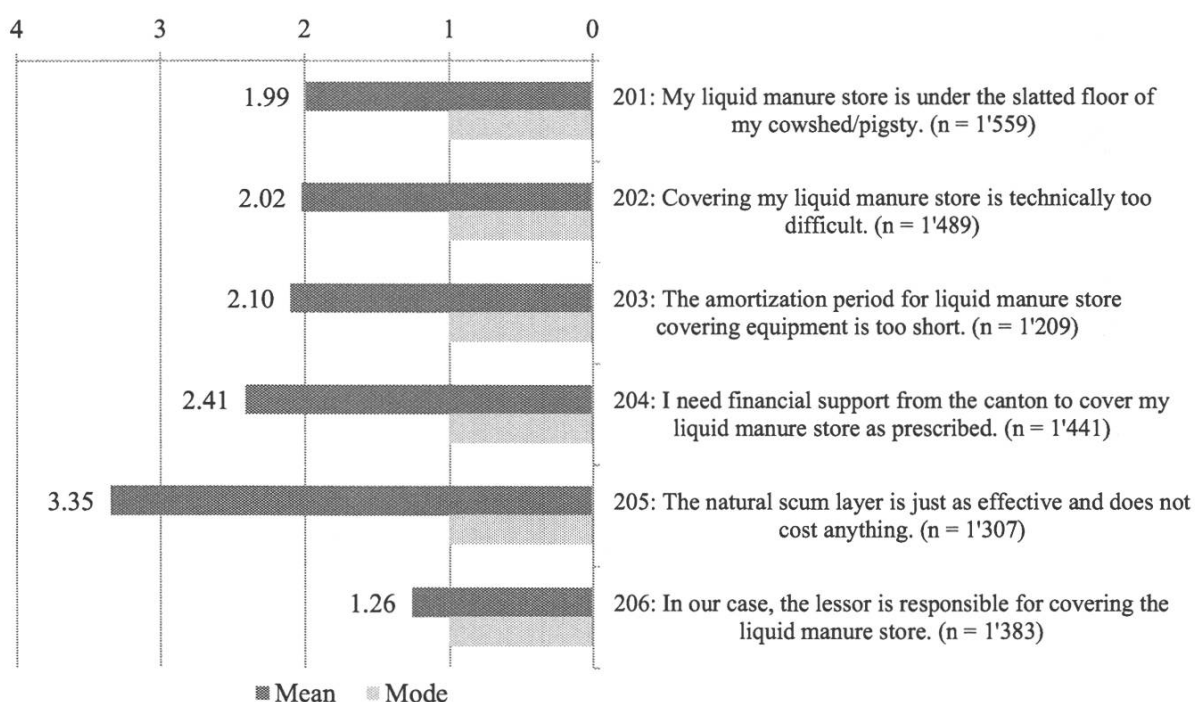 4 3 2 1 0
1.99
201: My liquid manure store is under the slatted floor of
my cowshed/pigsty. (n = 1'559)
2.02
202: Covering my liquid manure store is technically too
difficult. (n = 1'489)
2.10
203: The amortization period for liquid manure store
covering equipment is too short. (n = 1'209)
2.41
204: I need financial support from the canton to cover my
liquid manure store as prescribed. (n = 1'441)
3.35
205: The natural scum layer is just as effective and does not
cost anything. (n = 1'307)
1.26
206: In our case, the lessor is responsible for covering the
liquid manure store. (n = 1'383)
Mean Mode